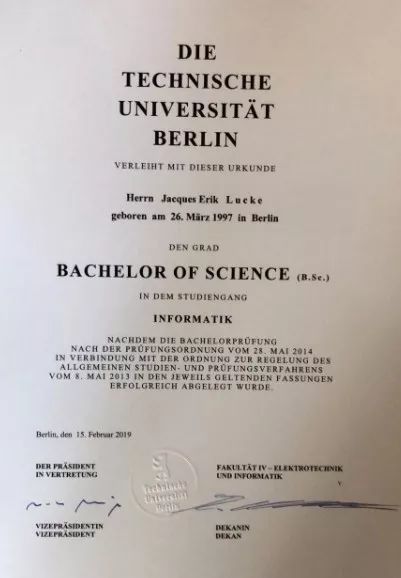 DIE
TECHNISCHE
UNIVERSITÄT
BERLIN
VERLEIHT MIT DIESER URKUNDE
Herrn Jacques Erik Lucke
geboren am 26. März 1997 in Berlin
DEN GRAD
BACHELOR OF SCIENCE (B.Sc.)
IN DEM STUDIENGANG
INFORMATIK
NACHDEM DIE BACHELORPRÜFUNG
NACH DER PRÜFUNGSORDNUNG VOM 28. MAI 2014
IN VERBINDUNG MIT DER ORDNUNG ZUR REGELUNG DES
ALLGEMEINEN STUDIEN- UND PRÜFUNGSVERFAHRENS
VOM 8. MAI 2013 IN DEN JEWEILS GELTENDEN FASSUNGEN
ERFOLGREICH ABGELEGT WURDE.
Berlin, den 15. Februar 2019
DER PRÄSIDENT
IN VERTRETUNG
FAKULTÄT IV – ELEKTROTECHNIK
UND INFORMATIK
Technische
Universität
Berlin
VIZEPRÄSIDENTIN
VIZEPRÄSIDENT
DEKANIN
DEKAN